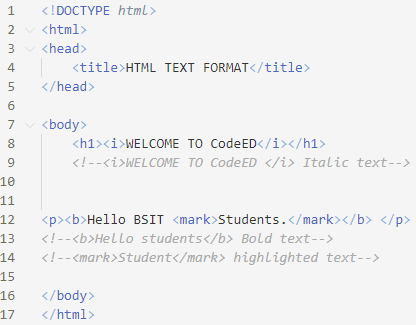 1 <!DOCTYPE html>
2 <html>
3 <head>
4 <title>HTML TEXT FORMAT</title>
5 </head>
6
7 <body>
8 <h1><i>WELCOME TO CodeED</i></h1>
9 <!--<i>WELCOME TO CodeED </i> Italic text-->
10
11
12 <p><b>Hello BSIT <mark>Students.</mark></b> </p>
13 <!--<b>Hello students</b> Bold text-->
14 <!--<mark>Student</mark> highlighted text-->
15
16 </body>
17 </html>